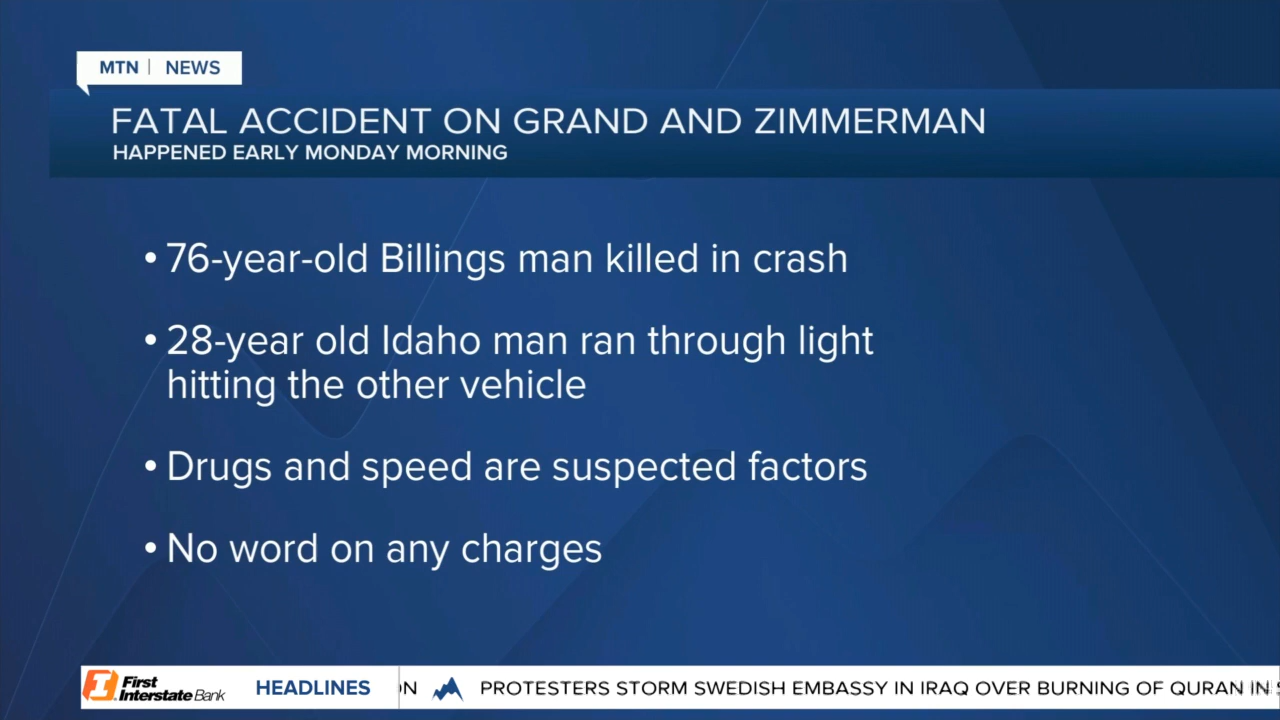 MTN | NEWS
FATAL ACCIDENT ON GRAND AND ZIMMERMAN
HAPPENED EARLY MONDAY MORNING
• 76-year-old Billings man killed in crash
• 28-year old Idaho man ran through light
hitting the other vehicle
• Drugs and speed are suspected factors
• No word on any charges
First
Interstate Bank
HEADLINES
ON PROTESTERS STORM SWEDISH EMBASSY IN IRAQ OVER BURNING OF QURAN IN